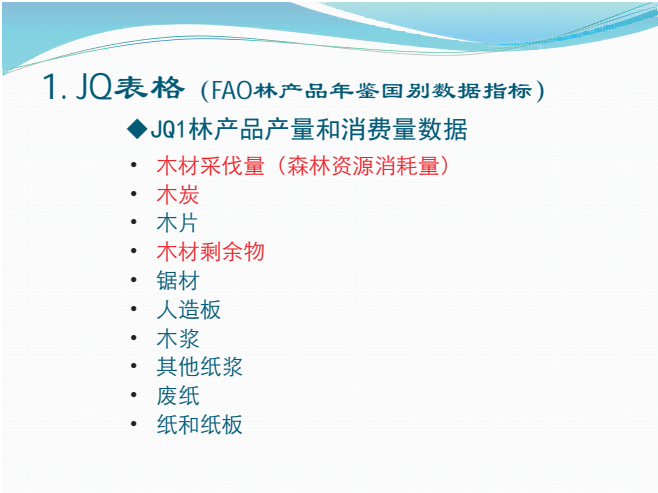 1. JQ表格（FAO林产品年鉴国别数据指标）
◆JQ1林产品产量和消费量数据
• 木材采伐量（森林资源消耗量）
• 木炭
• 木片
• 木材剩余物
• 锯材
• 人造板
• 木浆
• 其他纸浆
• 废纸
• 纸和纸板